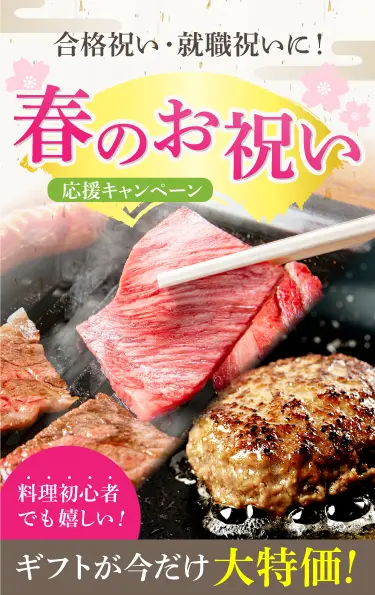 合格祝い・就職祝いに！
春のお祝い
応援キャンペーン
料理初心者
でも嬉しい！
ギフトが今だけ大特価！